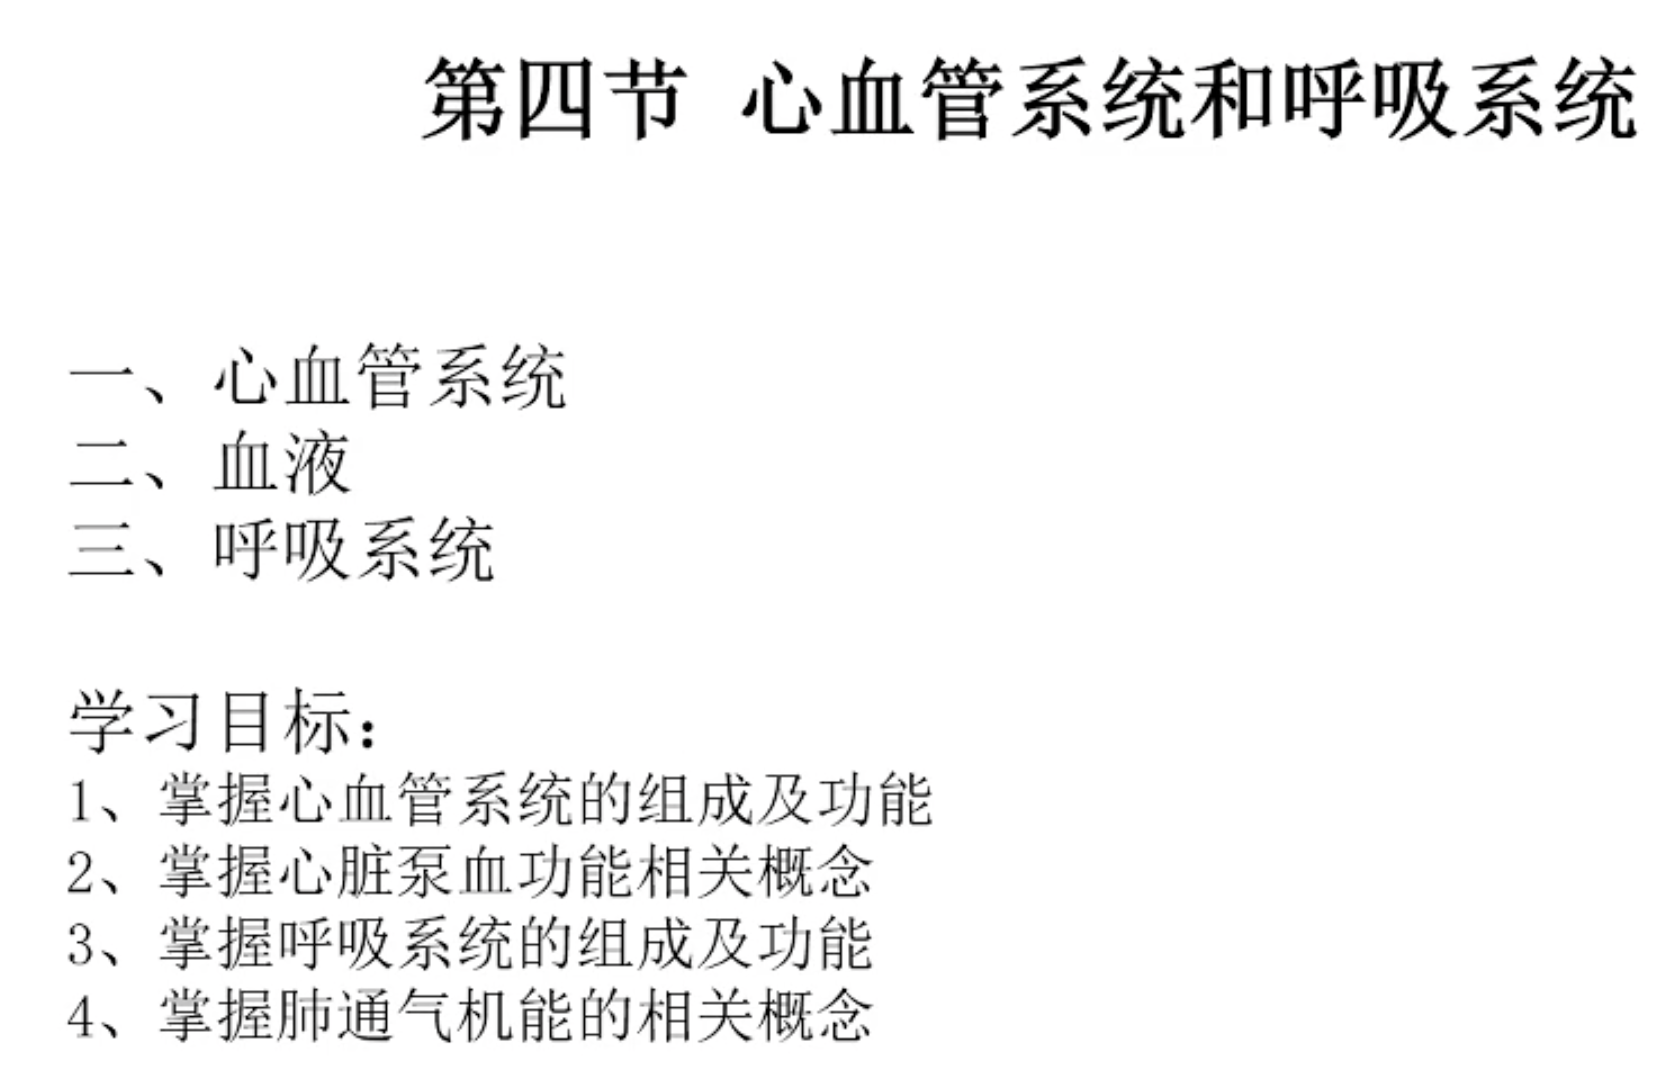 第四节 心血管系统和呼吸系统
一、心血管系统
二、血液
三、呼吸系统
学习目标：
1、掌握心血管系统的组成及功能
2、掌握心脏泵血功能相关概念
3、掌握呼吸系统的组成及功能
4、掌握肺通气机能的相关概念